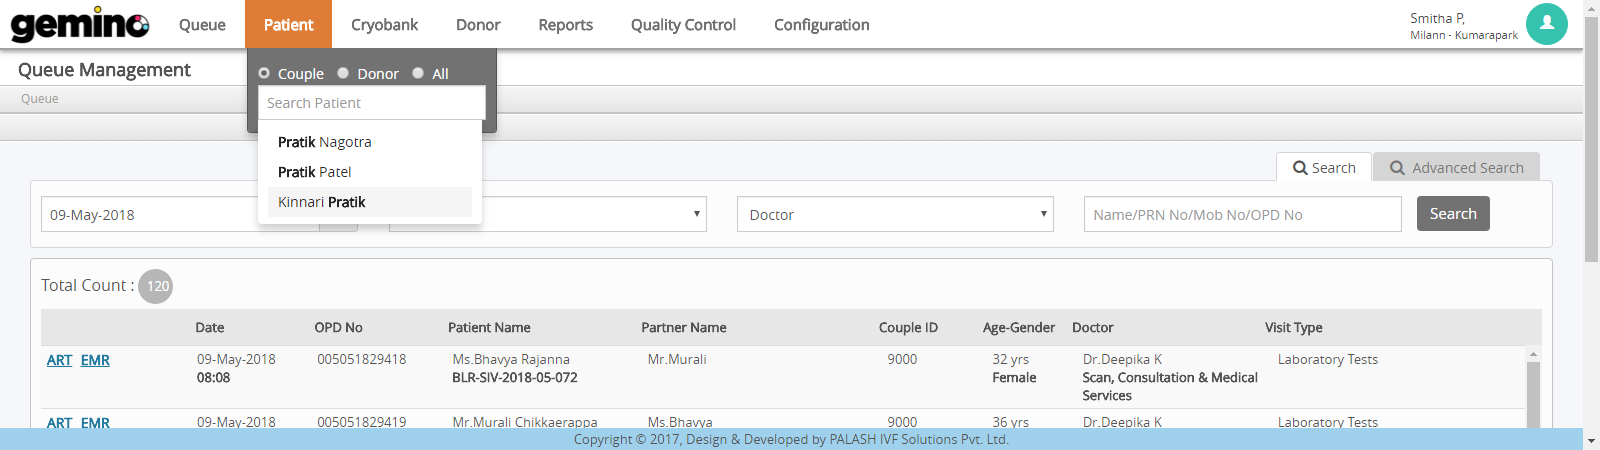 gemino Queue Patient Cryobank Donor Reports Quality Control Configuration
Smitha P,
Milann - Kumarapark
Queue Management
Couple Donor All
Queue
Search Patient
Pratik Nagotra
Pratik Patel
Kinnari Pratik
Search Advanced Search
09-May-2018 Doctor Name/PRN No/Mob No/OPD No Search
Total Count : 120
Date OPD No Patient Name Partner Name Couple ID Age-Gender Doctor Visit Type
ART EMR 09-May-2018 005051829418 Ms.Bhavya Rajanna Mr.Murali 9000 32 yrs Dr.Deepika K Laboratory Tests
08:08 BLR-SIV-2018-05-072 Female Scan, Consultation & Medical
Services
ART EMR 09-May-2018 005051829419 Mr.Murali Chikkaerappa Ms.Bhavya 9000 36 yrs Dr.Deepika K Laboratory Tests
Copyright © 2017, Design & Developed by PALASH IVF Solutions Pvt. Ltd.